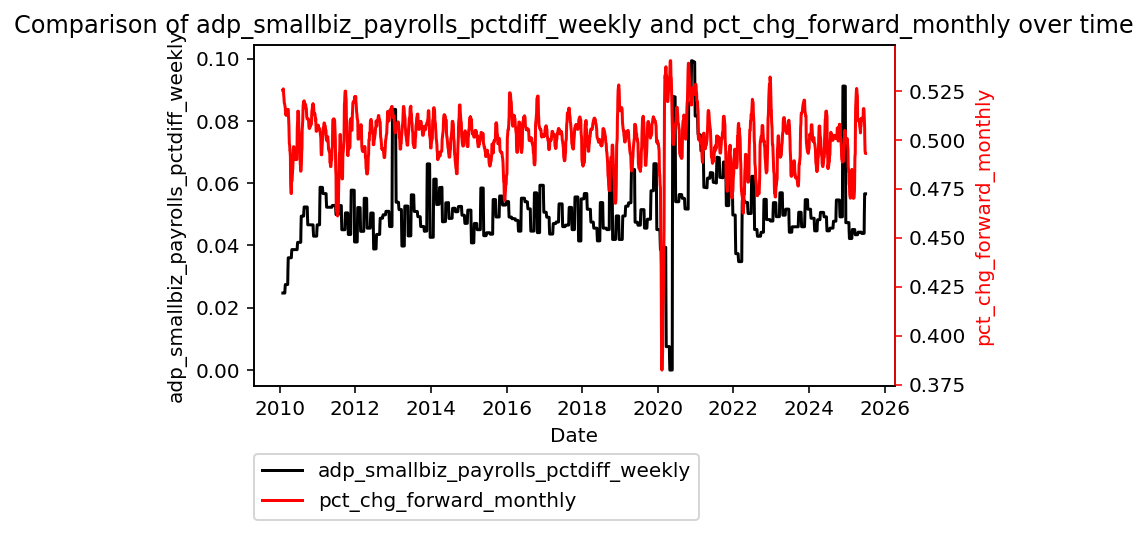 Comparison of adp_smallbiz_payrolls_pctdiff_weekly and pct_chg_forward_monthly over time
adp_smallbiz_payrolls_pctdiff_weekly
0.10
0.08
0.06
0.04
0.02
0.00
0.525
0.500
0.475
0.450
0.425
0.400
0.375
pct_chg_forward_monthly
2010 2012 2014 2016 2018 2020 2022 2024 2026
Date
adp_smallbiz_payrolls_pctdiff_weekly
pct_chg_forward_monthly